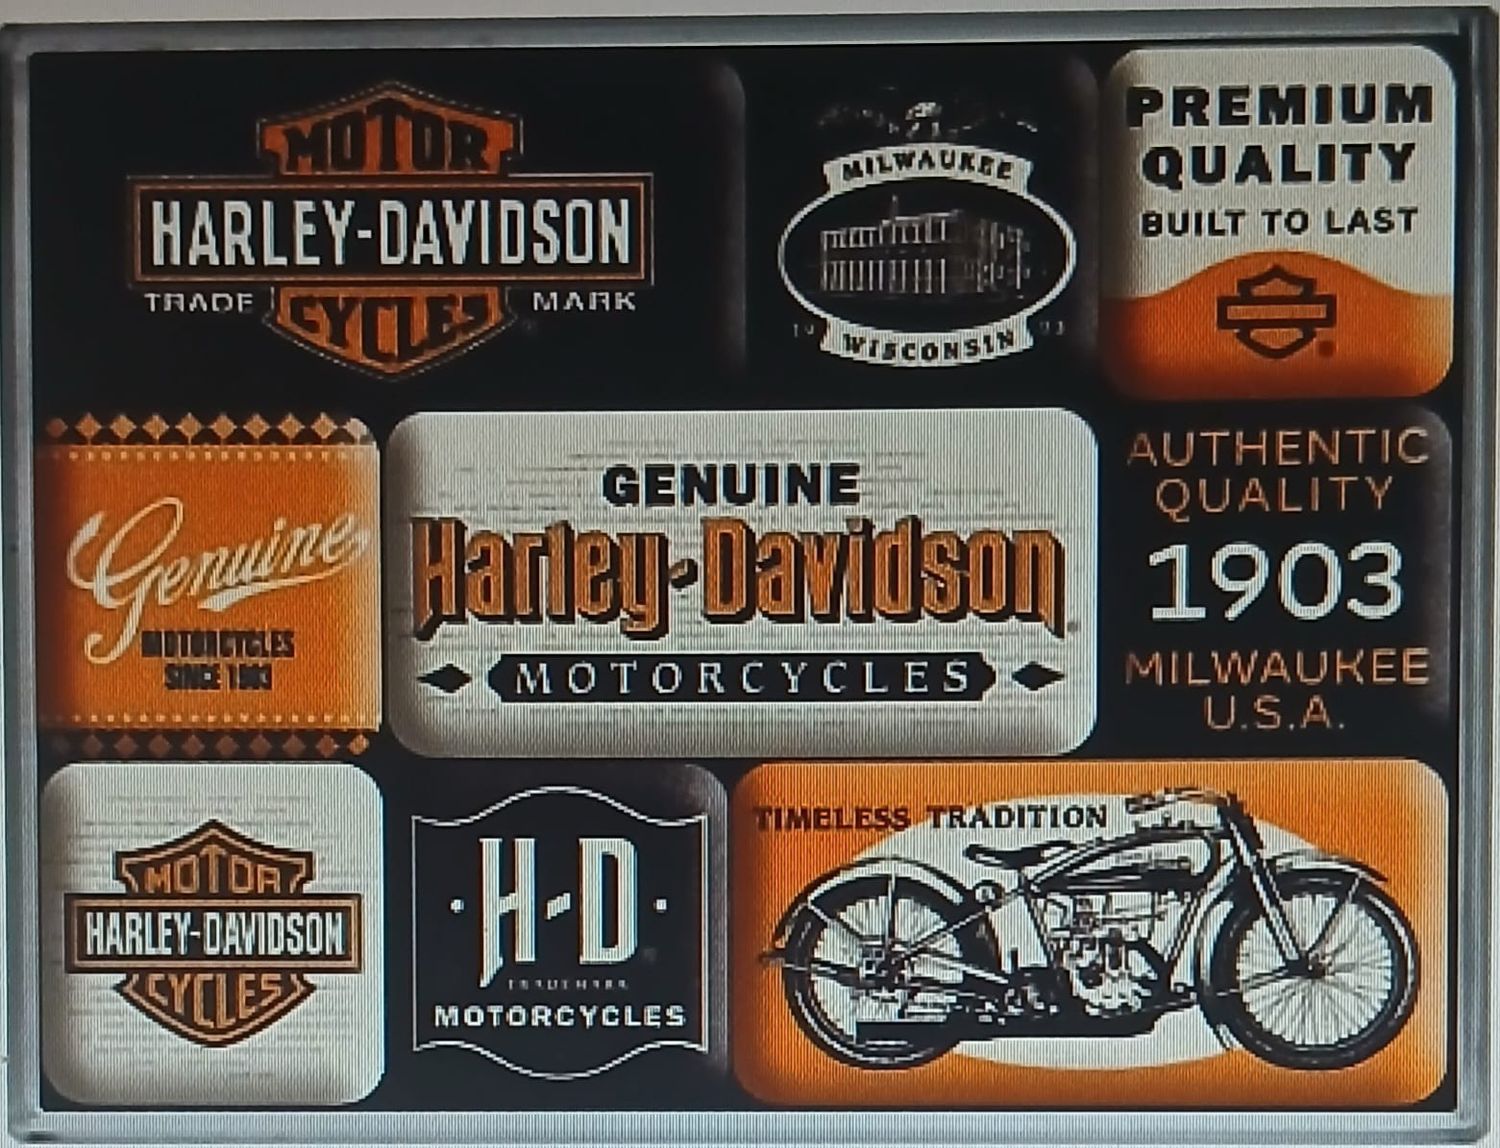 MOTOR
HARLEY-DAVIDSON
TRADE MARK
CYCLES
MILWAUKEE
WISCONSIN
PREMIUM
QUALITY
BUILT TO LAST
Genuine
MOTORCYCLES
SINCE 1903
GENUINE
Harley-Davidson
MOTORCYCLES
AUTHENTIC
QUALITY
1903
MILWAUKEE
U.S.A.
MOTOR
HARLEY-DAVIDSON
CYCLES
H-D
TRADEMARK
MOTORCYCLES
TIMELESS TRADITION